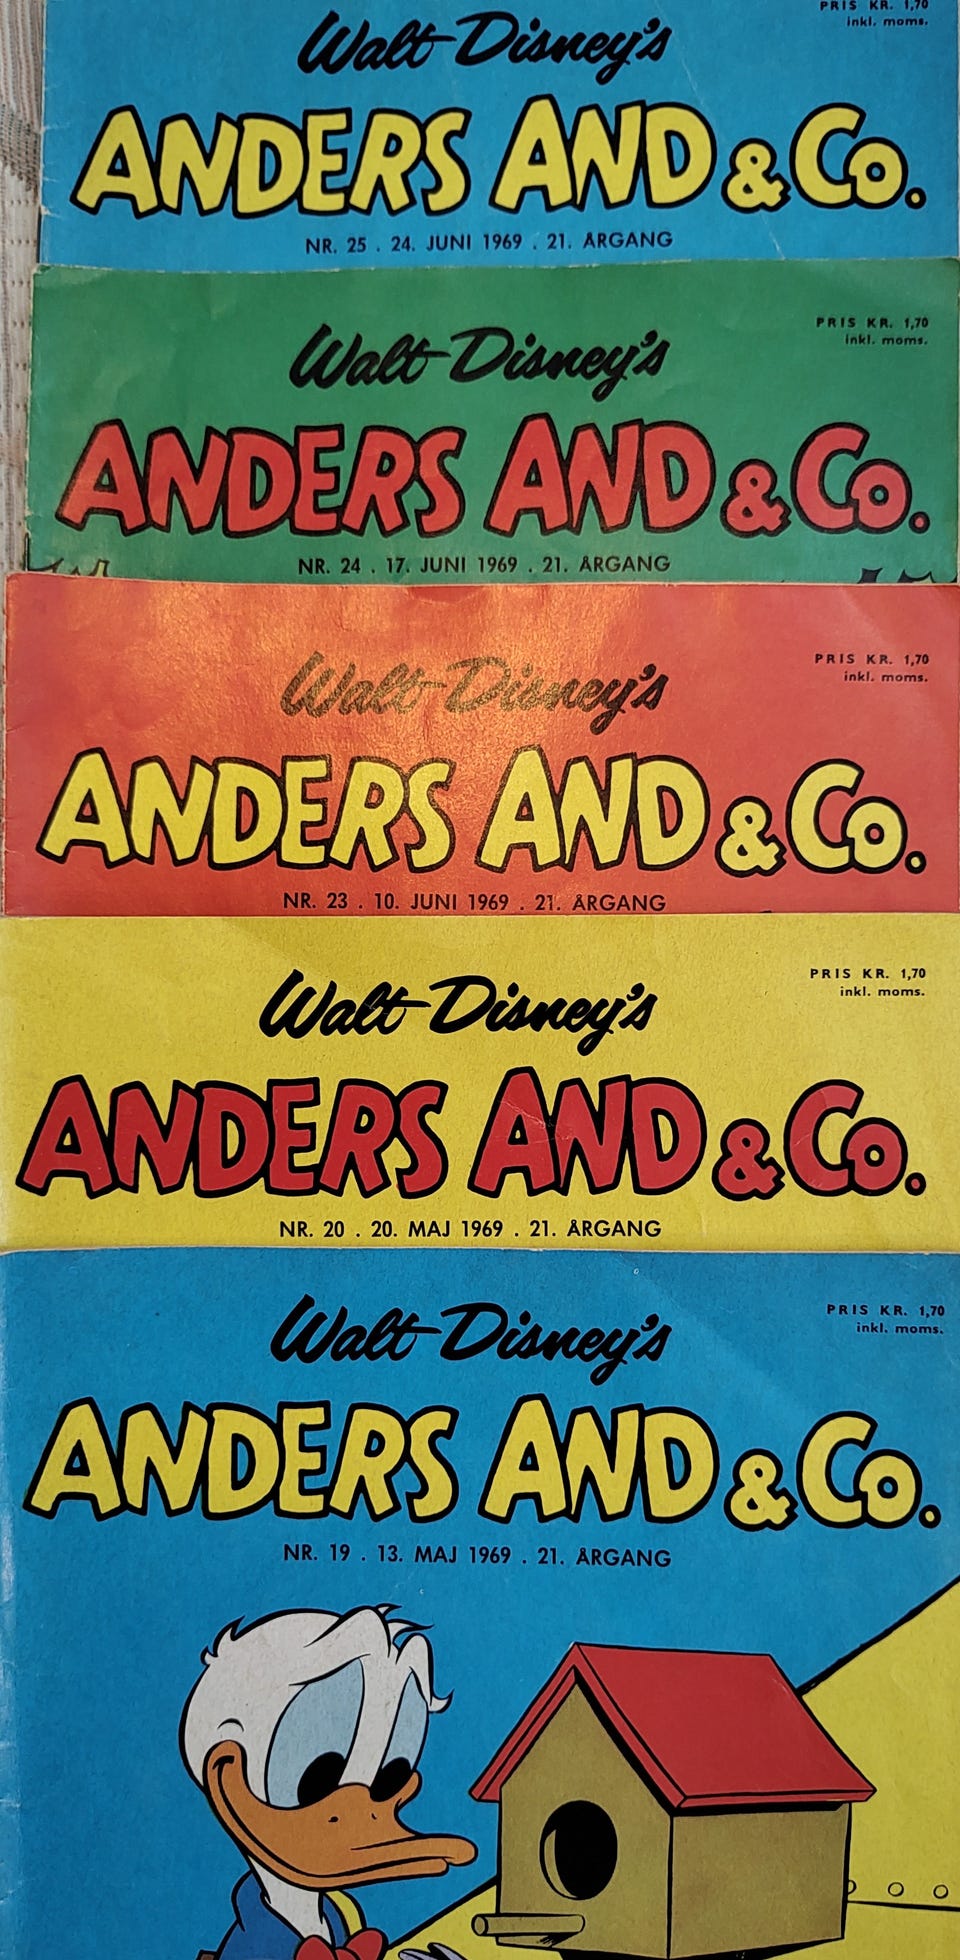 PRIS KR. 1,70
inkl. moms.
Walt Disney's
ANDERS AND & Co.
NR. 25 . 24. JUNI 1969 . 21. ÅRGANG
PRIS KR. 1,70
inkl. moms.
Walt Disney's
ANDERS AND & Co.
NR. 24 . 17. JUNI 1969 . 21. ÅRGANG
PRIS KR. 1,70
inkl. moms.
Walt Disney's
ANDERS AND & Co.
NR. 23 . 10. JUNI 1969 . 21. ÅRGANG
PRIS KR. 1,70
inkl. moms.
Walt Disney's
ANDERS AND & Co.
NR. 20 . 20. MAJ 1969 . 21. ÅRGANG
PRIS KR. 1,70
inkl. moms.
Walt Disney's
ANDERS AND & Co.
NR. 19 . 13. MAJ 1969 . 21. ÅRGANG